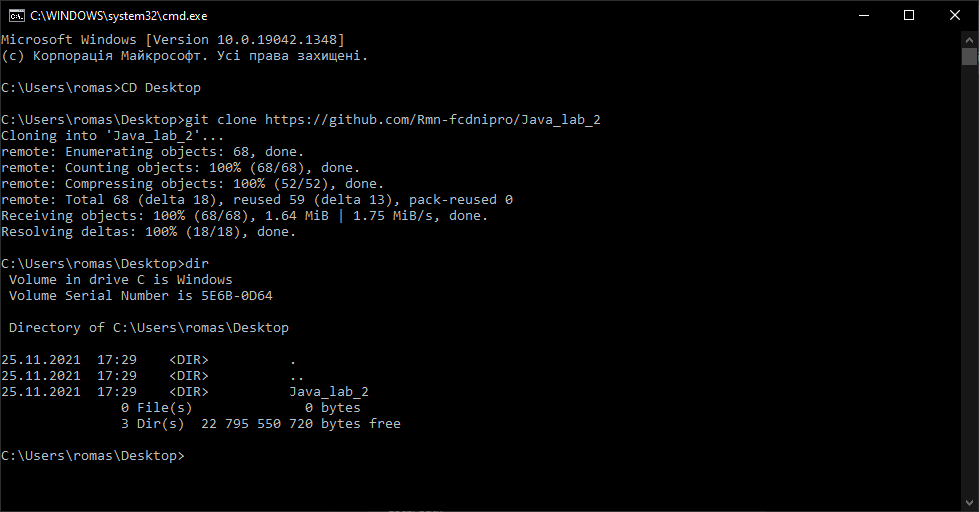 C:\WINDOWS\system32\cmd.exe
Microsoft Windows [Version 10.0.19042.1348]
(c) Корпорація Майкрософт. Усі права захищені.
C:\Users\romas>CD Desktop
C:\Users\romas\Desktop>git clone https://github.com/Rmn-fcdnipro/Java_lab_2
Cloning into 'Java_lab_2'...
remote: Enumerating objects: 68, done.
remote: Counting objects: 100% (68/68), done.
remote: Compressing objects: 100% (52/52), done.
remote: Total 68 (delta 18), reused 59 (delta 13), pack-reused 0
Receiving objects: 100% (68/68), 1.64 MiB | 1.75 MiB/s, done.
Resolving deltas: 100% (18/18), done.
C:\Users\romas\Desktop>dir
 Volume in drive C is Windows
 Volume Serial Number is 5E6B-0D64
 Directory of C:\Users\romas\Desktop
25.11.2021  17:29    <DIR>          .
25.11.2021  17:29    <DIR>          ..
25.11.2021  17:29    <DIR>          Java_lab_2
               0 File(s)              0 bytes
               3 Dir(s)  22 795 550 720 bytes free
C:\Users\romas\Desktop>